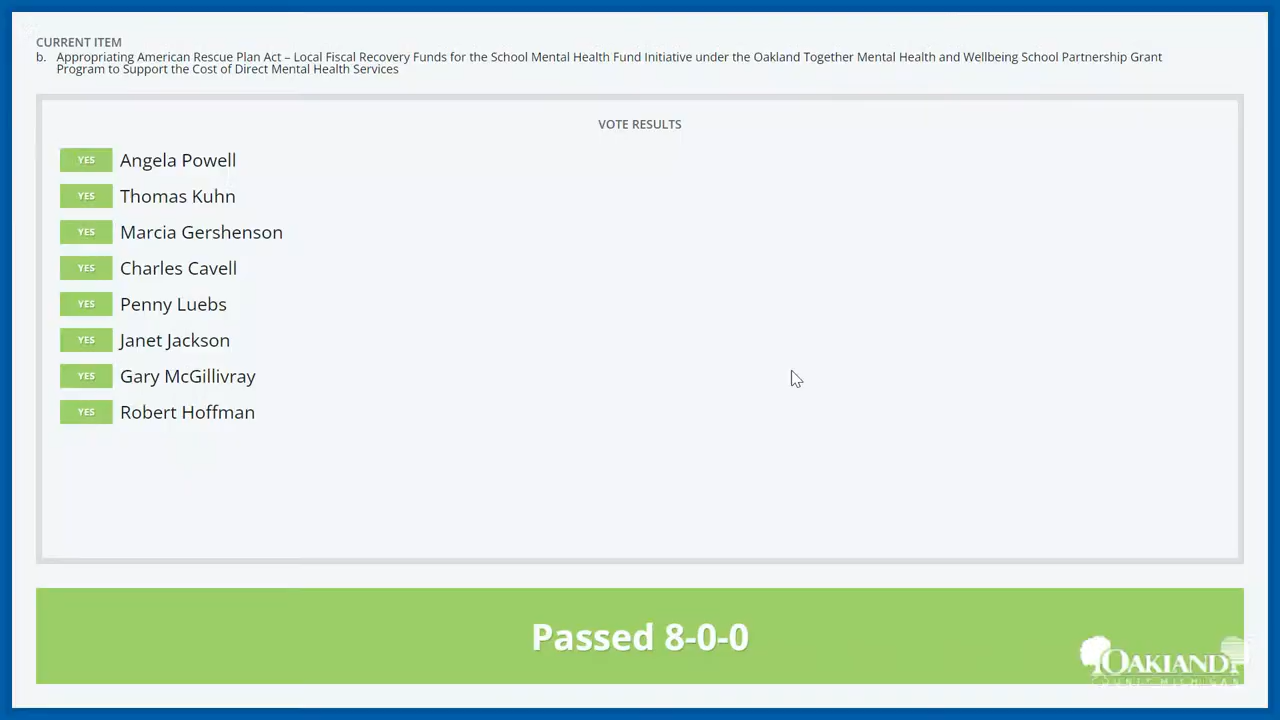 CURRENT ITEM
b. Appropriating American Rescue Plan Act – Local Fiscal Recovery Funds for the School Mental Health Fund Initiative under the Oakland Together Mental Health and Wellbeing School Partnership Grant
Program to Support the Cost of Direct Mental Health Services
VOTE RESULTS
YES Angela Powell
YES Thomas Kuhn
YES Marcia Gershenson
YES Charles Cavell
YES Penny Luebs
YES Janet Jackson
YES Gary McGillivray
YES Robert Hoffman
Passed 8-0-0
OAKLAND
COUNTY MICHIGAN